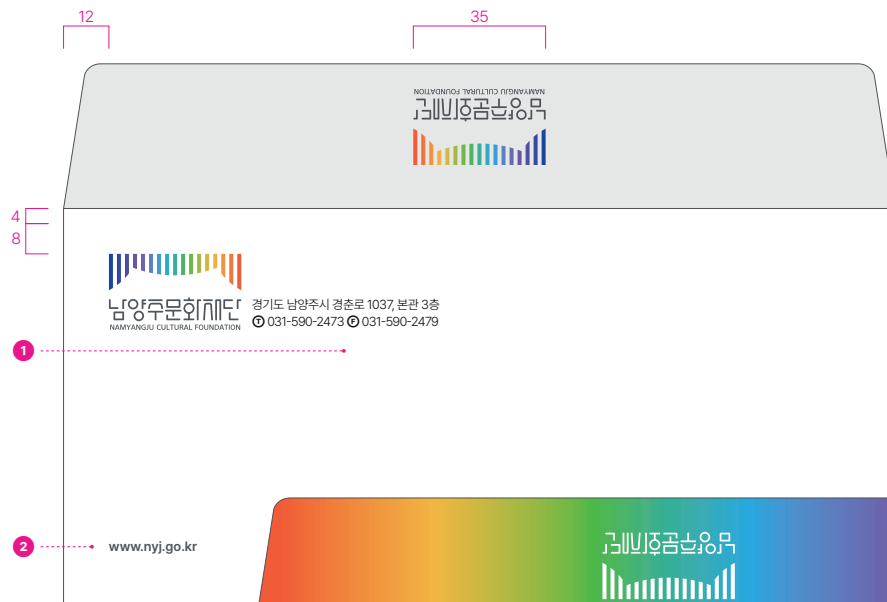 12
35
NAMYANGJU CULTURAL FOUNDATION
남양주문화재단
4
8
남양주문화재단
NAMYANGJU CULTURAL FOUNDATION
경기도 남양주시 경춘로 1037, 본관 3층
Ⓣ 031-590-2473 Ⓕ 031-590-2479
1
2
www.nyj.go.kr
남양주문화재단